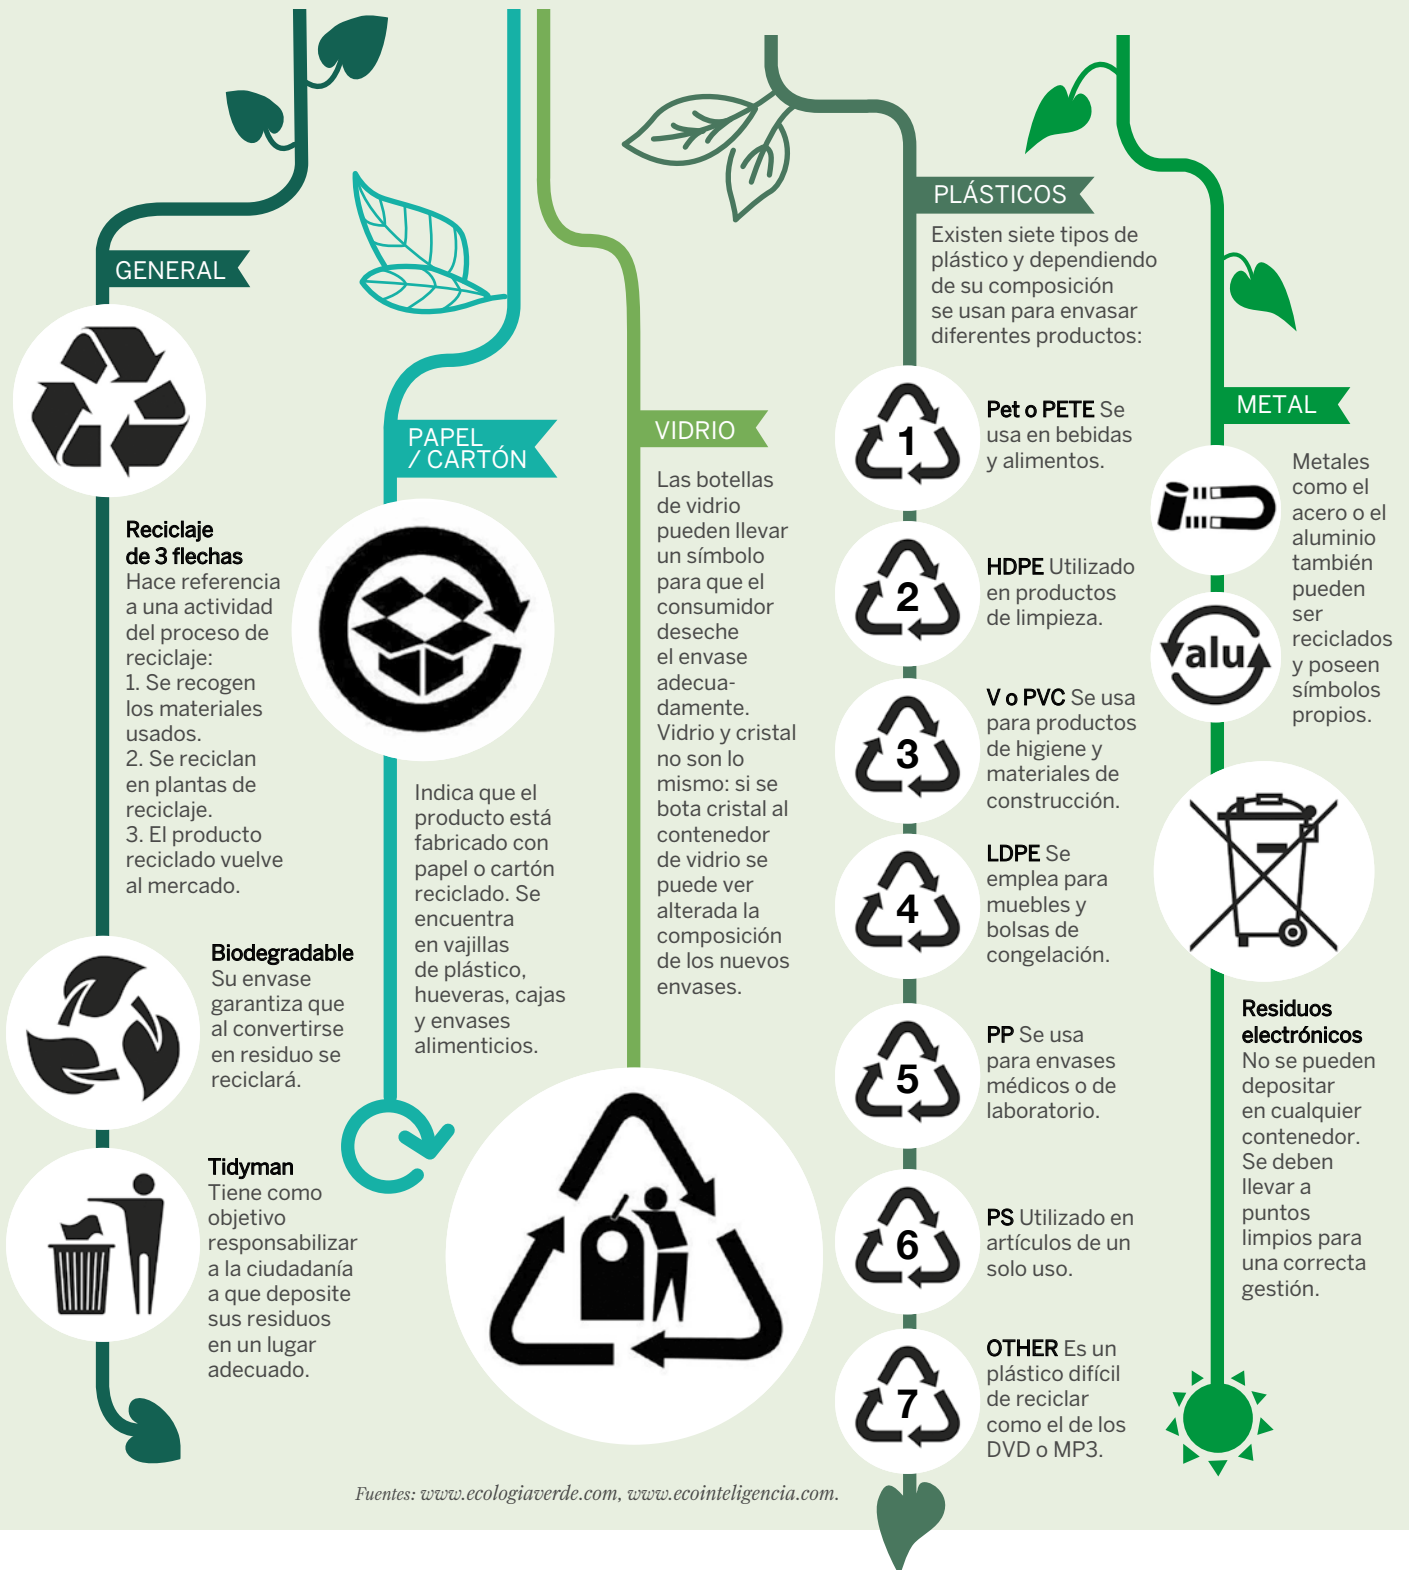 GENERAL
Reciclaje
de 3 flechas
Hace referencia
a una actividad
del proceso de
reciclaje:
1. Se recogen
los materiales
usados.
2. Se reciclan
en plantas de
reciclaje.
3. El producto
reciclado vuelve
al mercado.
Biodegradable
Su envase
garantiza que
al convertirse
en residuo se
reciclará.
Tidyman
Tiene como
objetivo
responsabilizar
a la ciudadanía
a que deposite
sus residuos
en un lugar
adecuado.
PAPEL
/ CARTÓN
Indica que el
producto está
fabricado con
papel o cartón
reciclado. Se
encuentra
en vajillas
de plástico,
hueveras, cajas
y envases
alimenticios.
VIDRIO
Las botellas
de vidrio
pueden llevar
un símbolo
para que el
consumidor
deseche
el envase
adecua-
damente.
Vidrio y cristal
no son lo
mismo: si se
bota cristal al
contenedor
de vidrio se
puede ver
alterada la
composición
de los nuevos
envases.
PLÁSTICOS
Existen siete tipos de
plástico y dependiendo
de su composición
se usan para envasar
diferentes productos:
1
Pet o PETE Se
usa en bebidas
y alimentos.
2
HDPE Utilizado
en productos
de limpieza.
3
V o PVC Se usa
para productos
de higiene y
materiales de
construcción.
4
LDPE Se
emplea para
muebles y
bolsas de
congelación.
5
PP Se usa
para envases
médicos o de
laboratorio.
6
PS Utilizado en
artículos de un
solo uso.
7
OTHER Es un
plástico difícil
de reciclar
como el de los
DVD o MP3.
METAL
Metales
como el
acero o el
aluminio
también
pueden
ser
reciclados
y poseen
símbolos
propios.
alu
Residuos
electrónicos
No se pueden
depositar
en cualquier
contenedor.
Se deben
llevar a
puntos
limpios para
una correcta
gestión.
Fuentes: www.ecologiaverde.com, www.ecointeligencia.com.